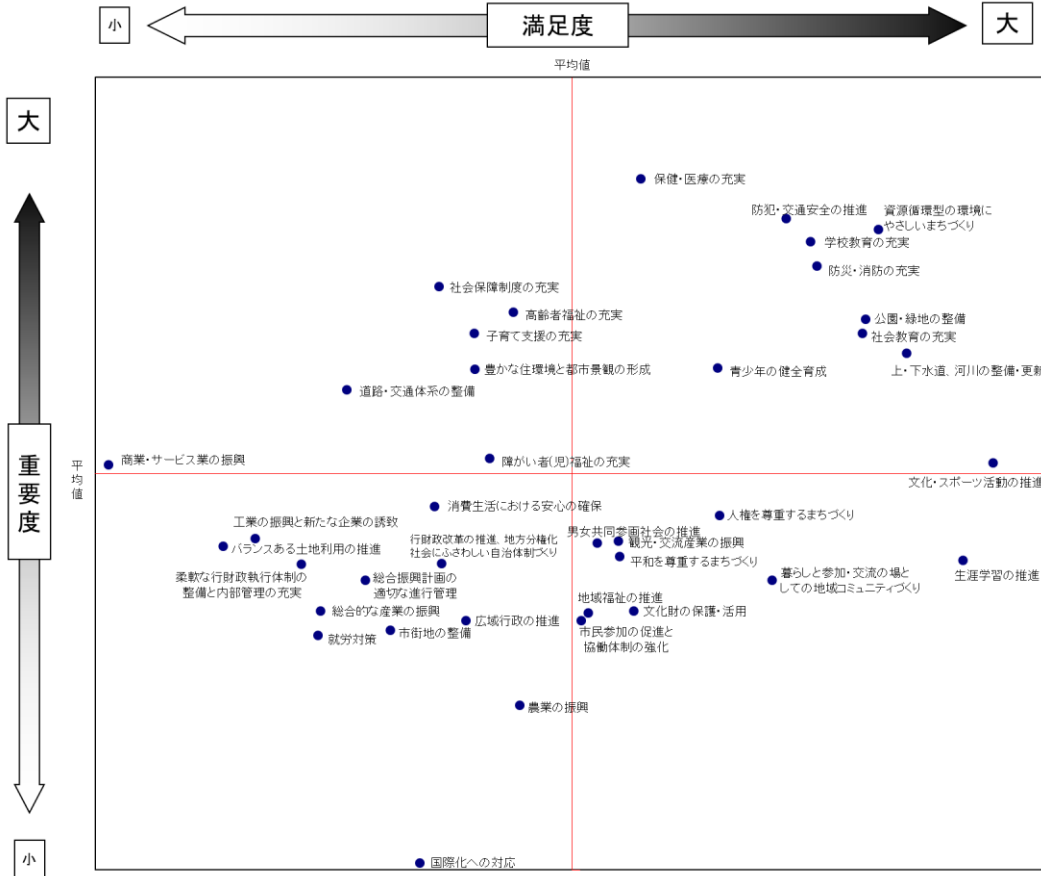 小
満足度
大
平均値
大
保健・医療の充実
防犯・交通安全の推進
資源循環型の環境に
やさしいまちづくり
学校教育の充実
防災・消防の充実
社会保障制度の充実
高齢者福祉の充実
公園・緑地の整備
子育て支援の充実
社会教育の充実
豊かな住環境と都市景観の形成
青少年の健全育成
上・下水道、河川の整備・更新
道路・交通体系の整備
重要度
平均値
商業・サービス業の振興
障がい者(児)福祉の充実
文化・スポーツ活動の推進
消費生活における安心の確保
人権を尊重するまちづくり
工業の振興と新たな企業の誘致
男女共同参画社会の推進
行財政改革の推進、地方分権化
社会にふさわしい自治体制づくり
観光・交流産業の振興
バランスある土地利用の推進
平和を尊重するまちづくり
柔軟な行財政執行体制の
整備と内部管理の充実
総合振興計画の
適切な進行管理
暮らしと参加・交流の場と
しての地域コミュニティづくり
生涯学習の推進
地域福祉の推進
総合的な産業の振興
文化財の保護・活用
広域行政の推進
市街地の整備
市民参加の促進と
協働体制の強化
就労対策
農業の振興
小
国際化への対応